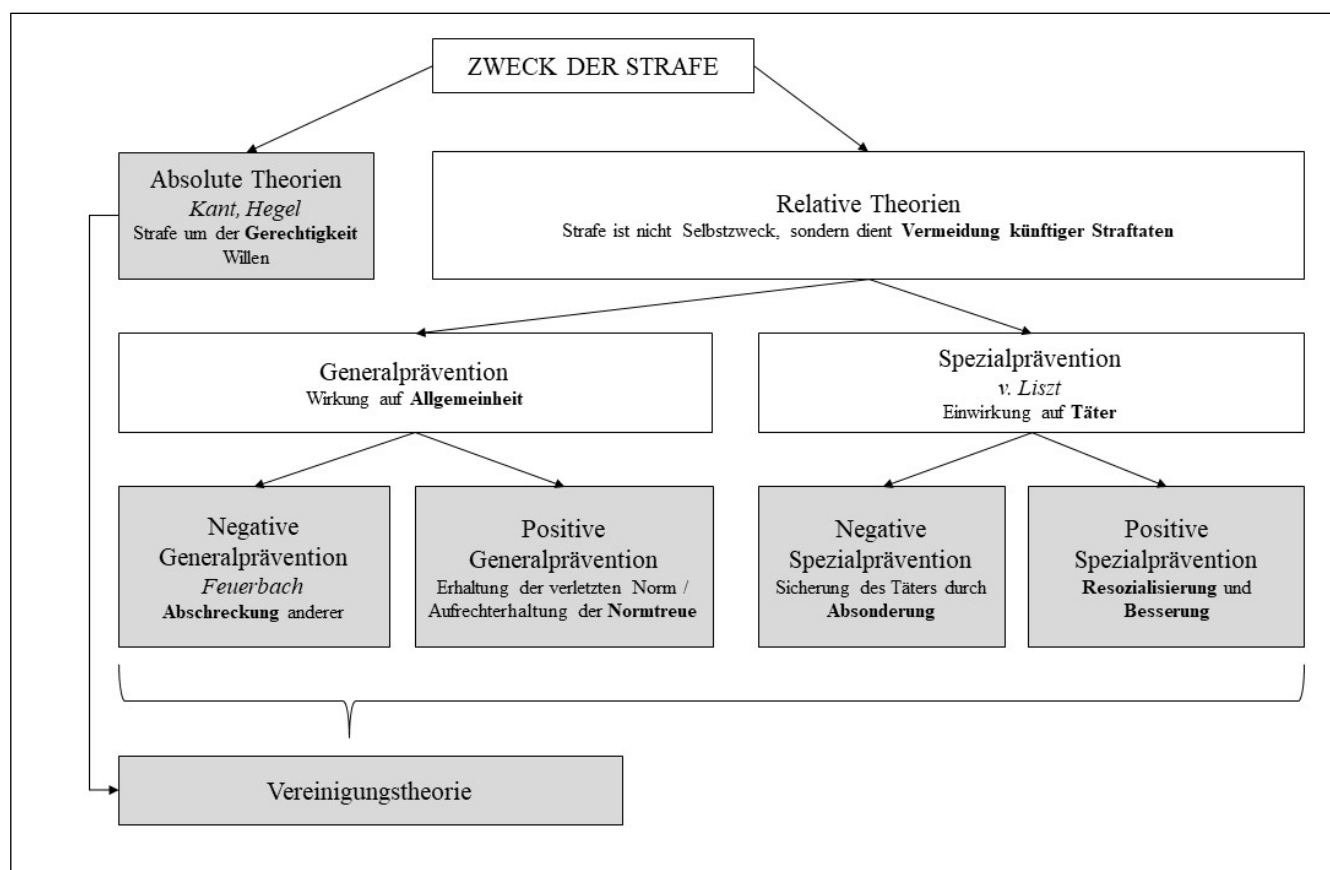 ZWECK DER STRAFE
Absolute Theorien
Kant, Hegel
Strafe um der Gerechtigkeit
Willen
Relative Theorien
Strafe ist nicht Selbstzweck, sondern dient Vermeidung künftiger Straftaten
Generalprävention
Wirkung auf Allgemeinheit
Spezialprävention
v. Liszt
Einwirkung auf Täter
Negative
Generalprävention
Feuerbach
Abschreckung anderer
Positive
Generalprävention
Erhaltung der verletzten Norm /
Aufrechterhaltung der Normtreue
Negative
Spezialprävention
Sicherung des Täters durch
Absonderung
Positive
Spezialprävention
Resozialisierung und
Besserung
Vereinigungstheorie